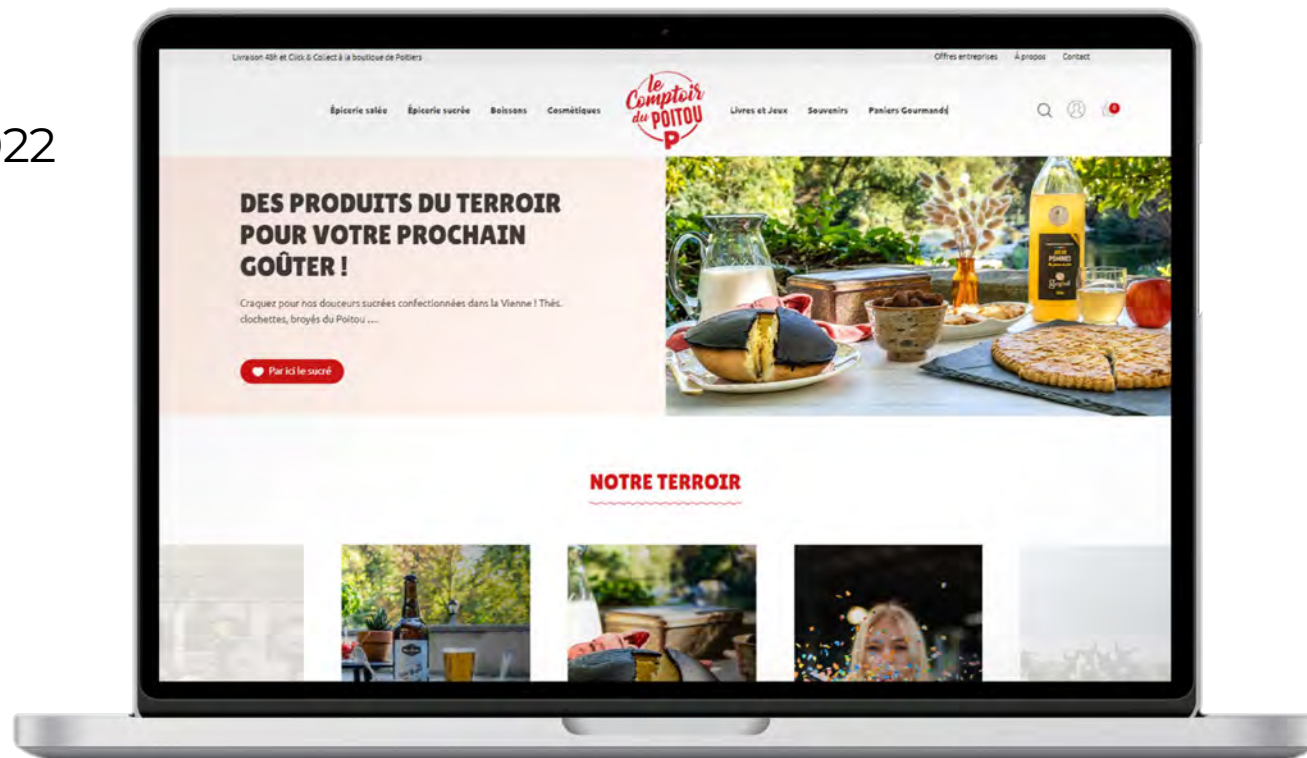 022
Livraison 48h et Click & Collect à la boutique de Poitiers
Offres entreprises À propos Contact
Épicerie salée Épicerie sucrée Boissons Cosmétiques
le
Comptoir
du POITOU
P
Livres et Jeux Souvenirs Paniers Gourmands
DES PRODUITS DU TERROIR
POUR VOTRE PROCHAIN
GOÛTER !
Craquez pour nos douceurs sucrées confectionnées dans la Vienne ! Thés,
clochettes, broyés du Poitou ....
Par ici le sucré
POMMES
NOTRE TERROIR